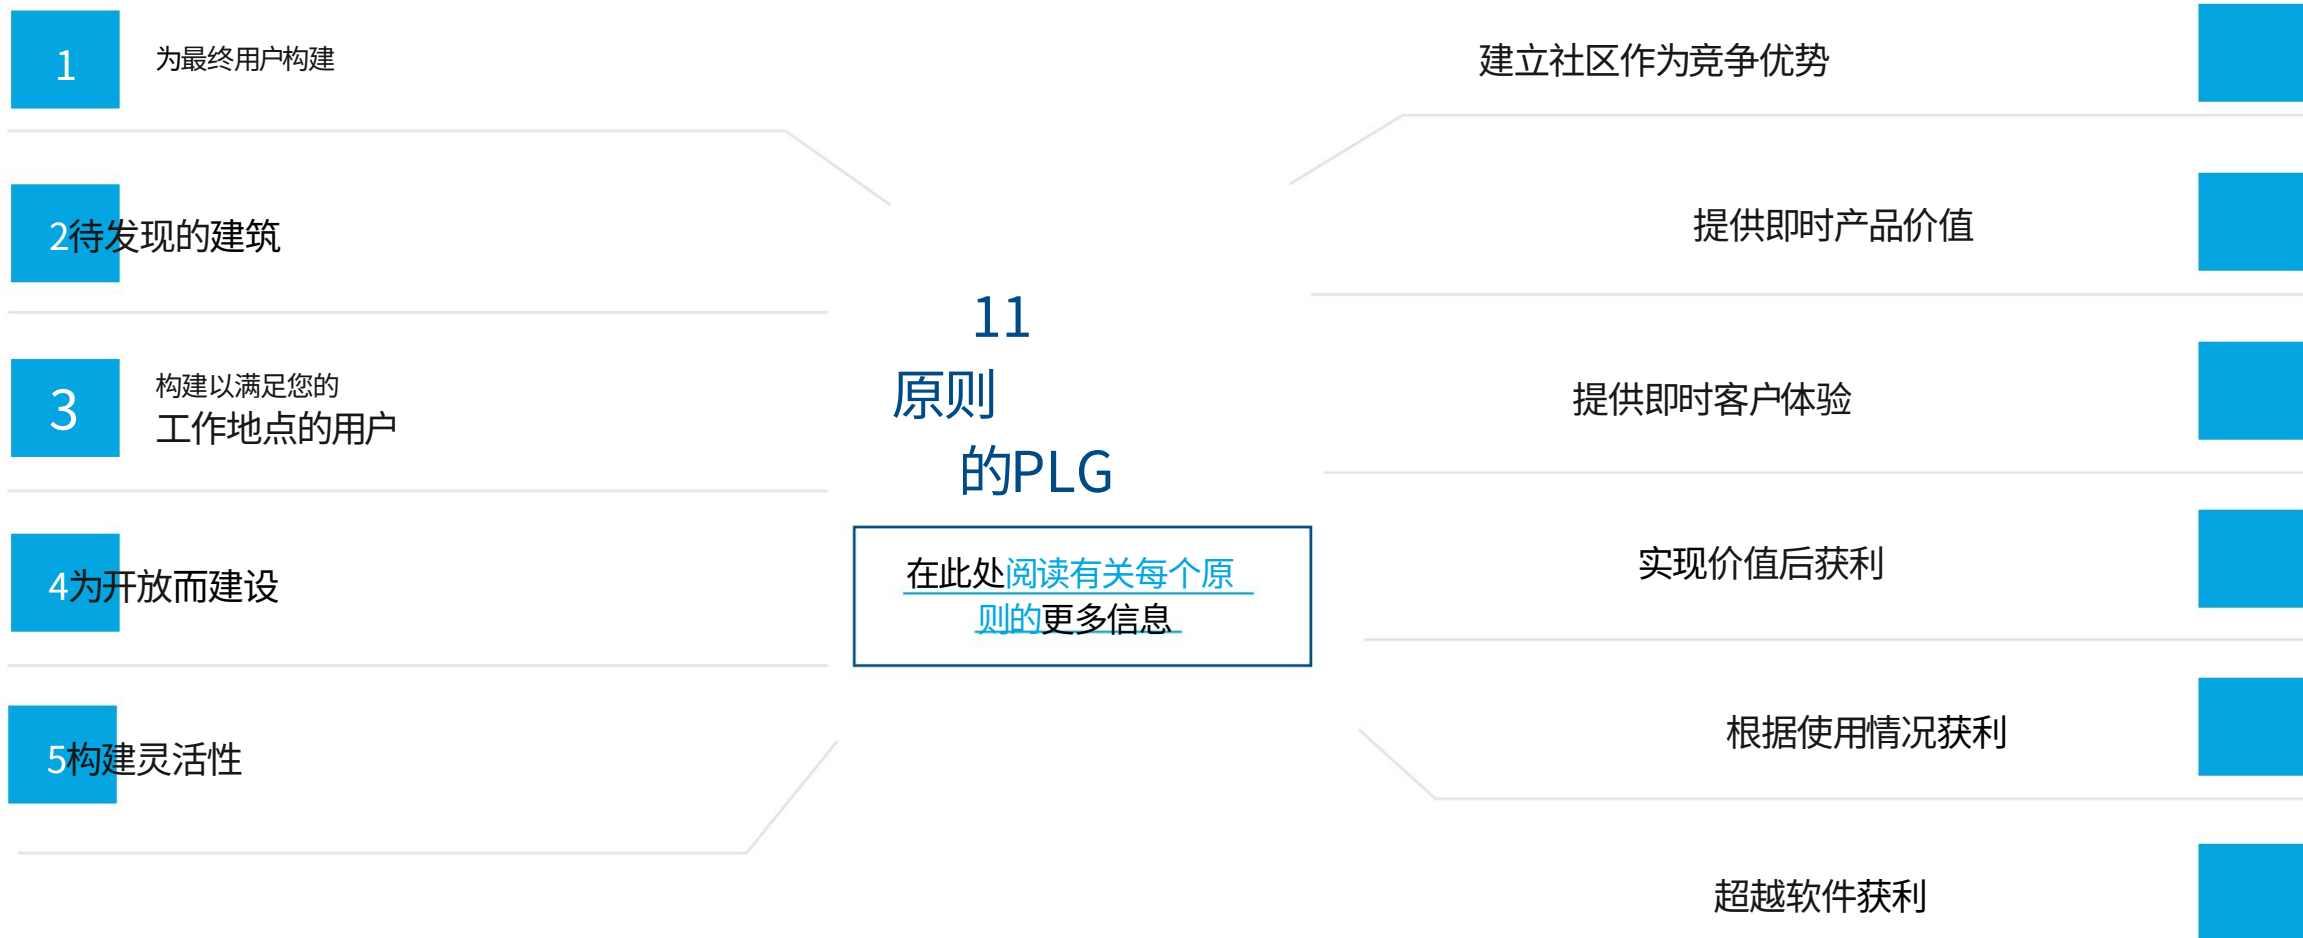 1
为最终用户构建
2待发现的建筑
3
构建以满足您的
工作地点的用户
4为开放而建设
5构建灵活性
11
原则
的PLG
在此处阅读有关每个原
则的更多信息
建立社区作为竞争优势
提供即时产品价值
提供即时客户体验
实现价值后获利
根据使用情况获利
超越软件获利